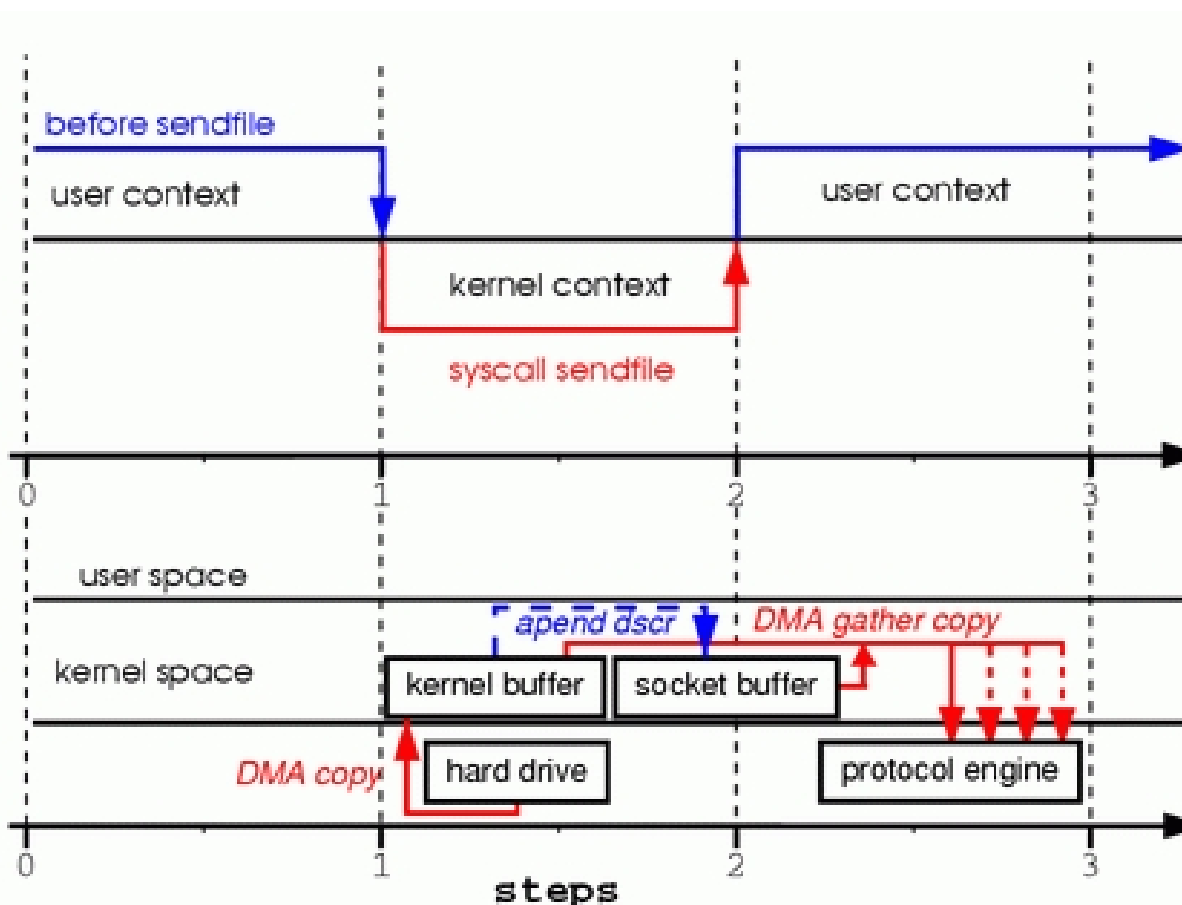 before sendfile
user context
user context
kernel context
syscall sendfile
0 1 2 3
user space
apend dscr DMA gather copy
kernel space
kernel buffer socket buffer
DMA copy hard drive protocol engine
0 1 2 3
steps